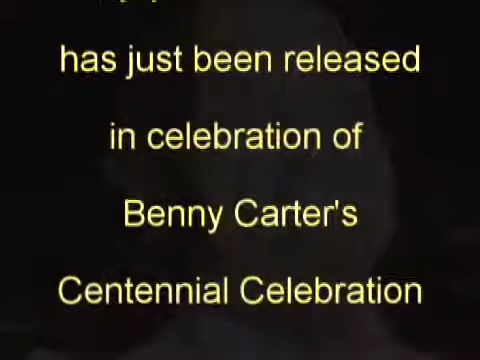 has just been released
in celebration of
Benny Carter's
Centennial Celebration